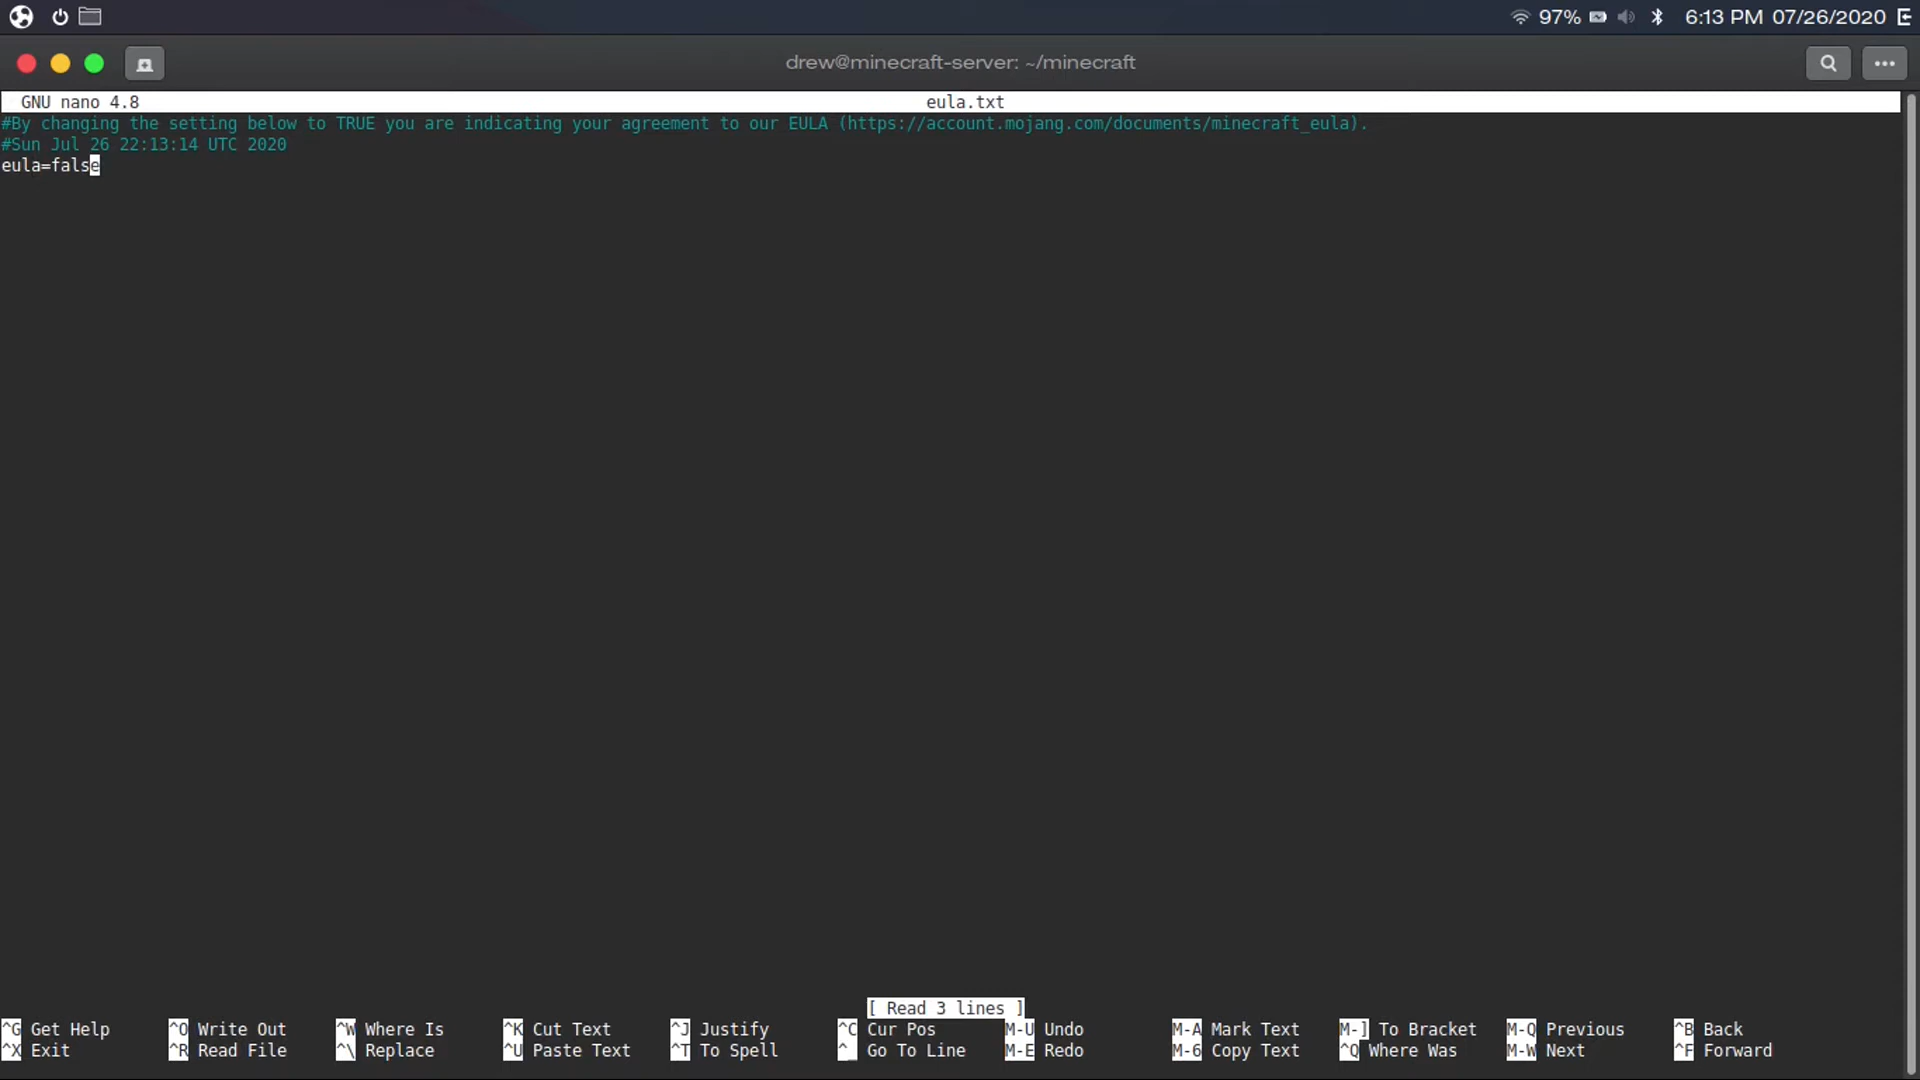 97% 6:13 PM 07/26/2020
drew@minecraft-server: ~/minecraft
GNU nano 4.8 eula.txt
#By changing the setting below to TRUE you are indicating your agreement to our EULA (https://account.mojang.com/documents/minecraft_eula).
#Sun Jul 26 22:13:14 UTC 2020
eula=false
[ Read 3 lines ]
^G Get Help ^O Write Out ^W Where Is ^K Cut Text ^J Justify ^C Cur Pos M-U Undo M-A Mark Text M-] To Bracket M-Q Previous ^B Back
^X Exit ^R Read File ^\ Replace ^U Paste Text ^T To Spell ^_ Go To Line M-E Redo M-6 Copy Text ^Q Where Was M-W Next ^F Forward